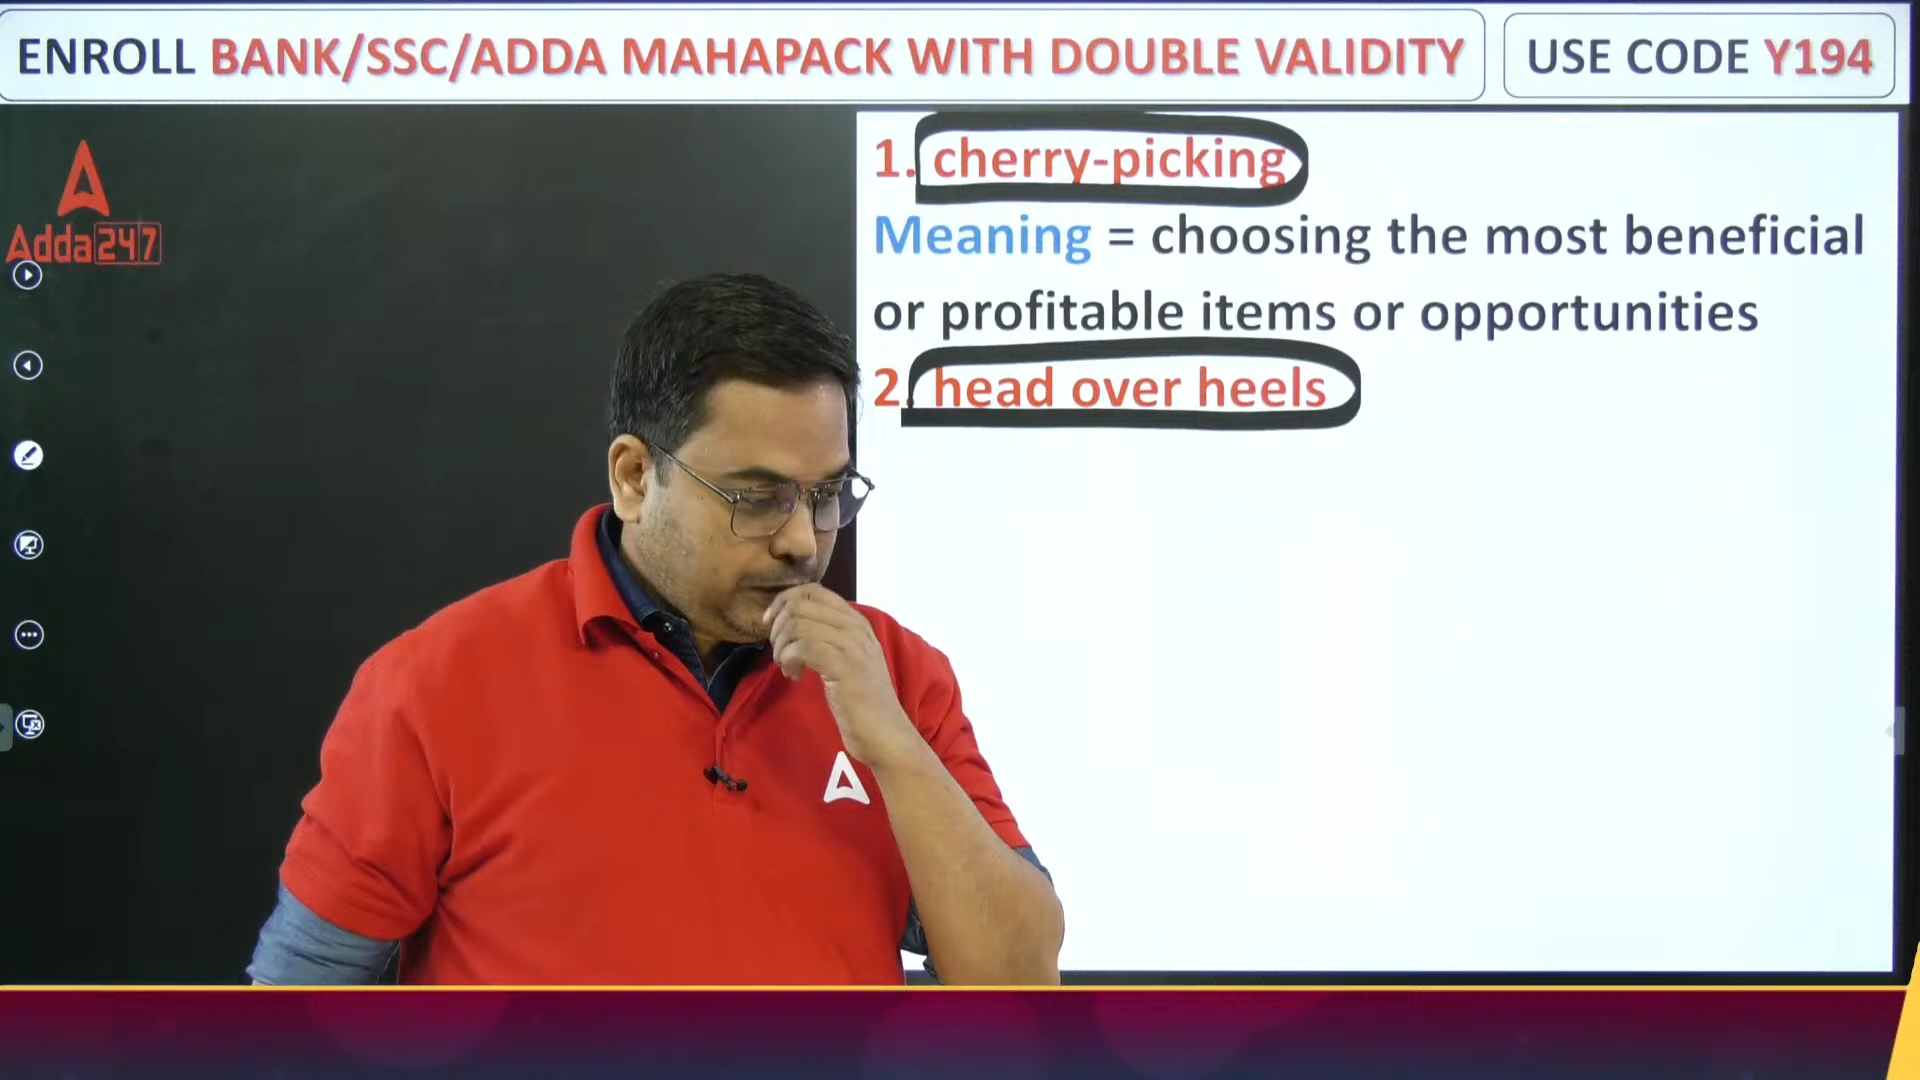 ENROLL BANK/SSC/ADDA MAHAPACK WITH DOUBLE VALIDITY
USE CODE Y194
Adda247
1. cherry-picking
Meaning = choosing the most beneficial
or profitable items or opportunities
2. head over heels